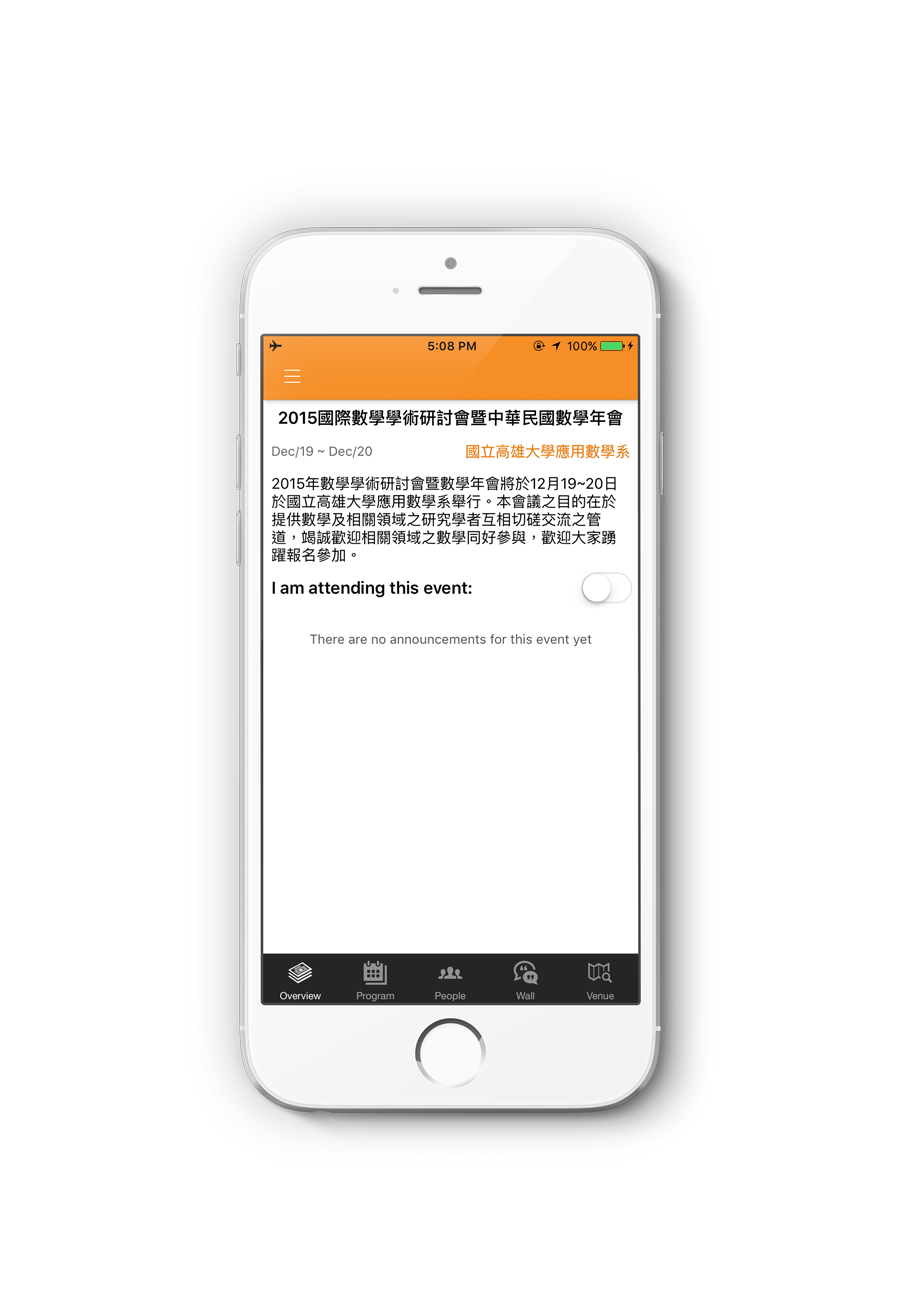 5:08 PM 100%
2015國際數學學術研討會暨中華民國數學年會
Dec/19 ~ Dec/20 國立高雄大學應用數學系
2015年數學學術研討會暨數學年會將於12月19~20日
於國立高雄大學應用數學系舉行。本會議之目的在於
提供數學及相關領域之研究學者互相切磋交流之管
道，竭誠歡迎相關領域之數學同好參與，歡迎大家踴
躍報名參加。
I am attending this event:
There are no announcements for this event yet
Overview Program People Wall Venue